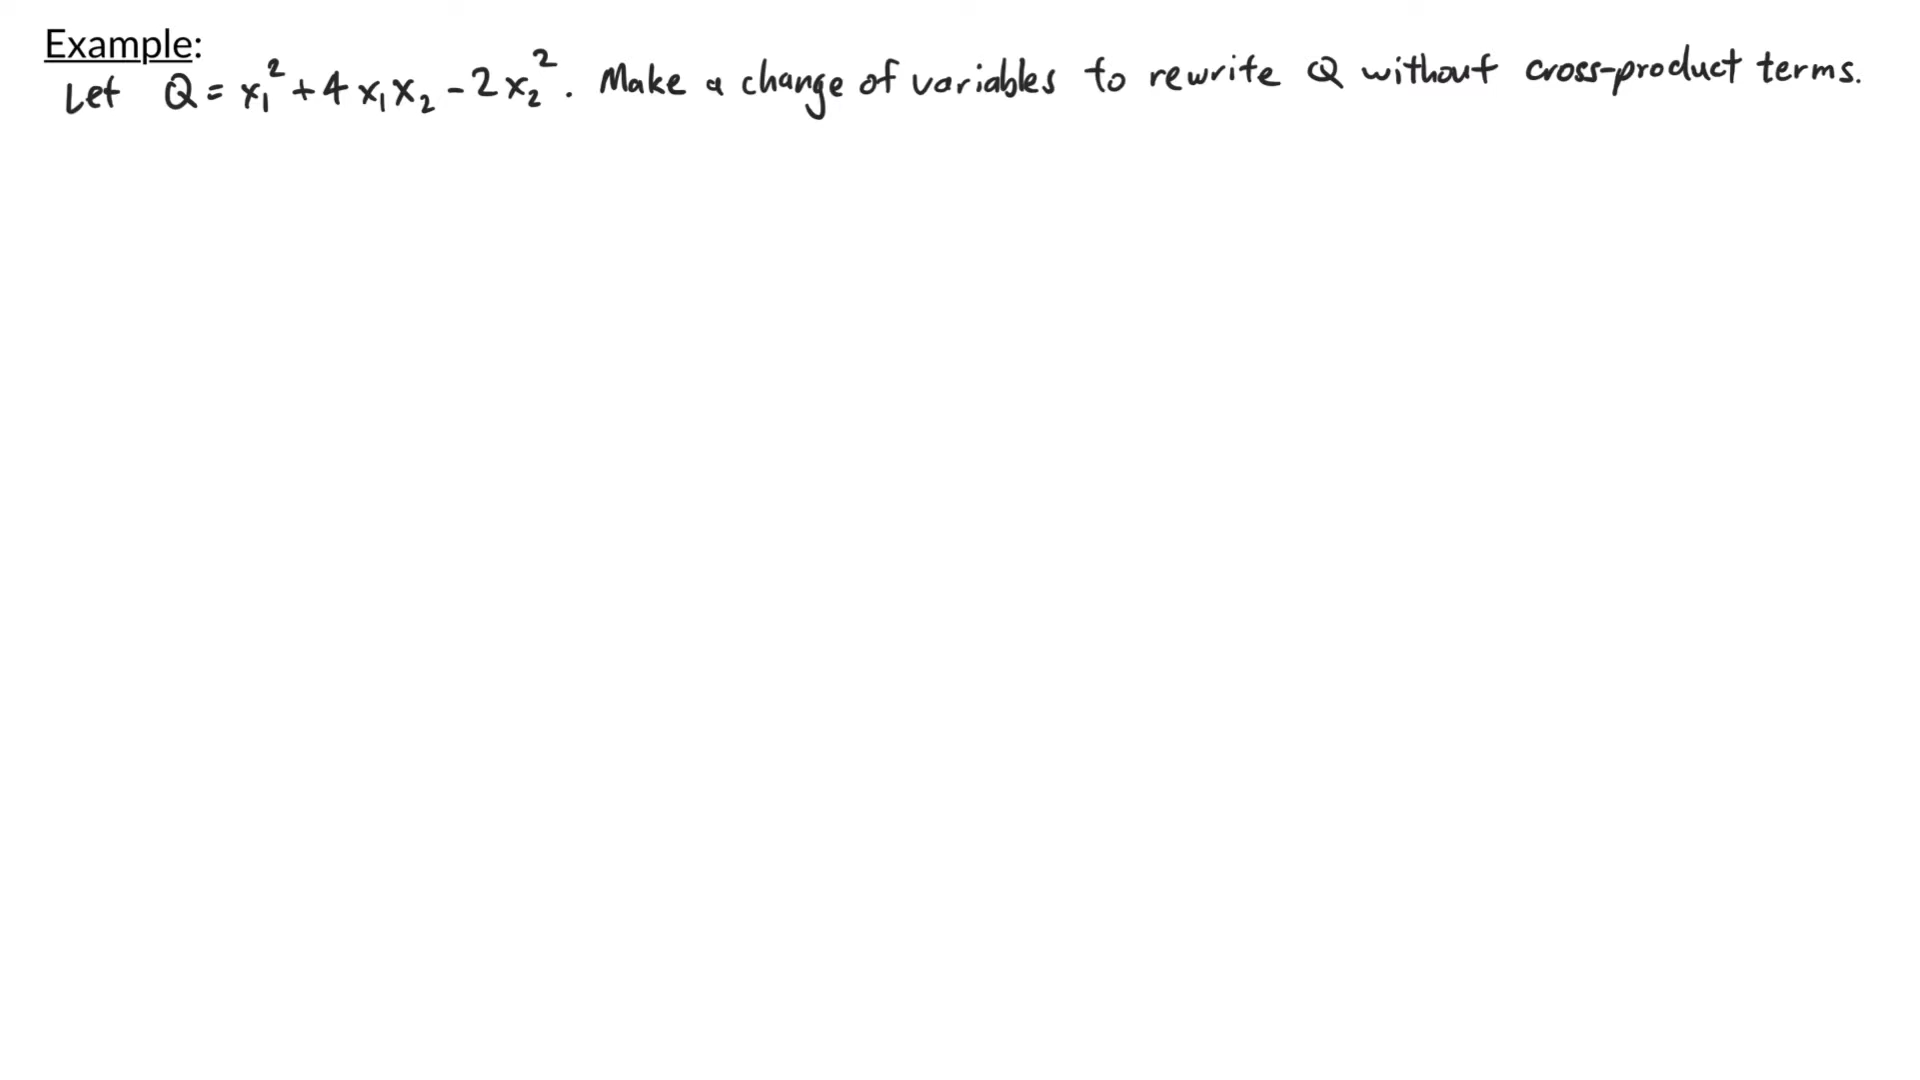 Example:
Let Q = x₁² + 4x₁x₂ - 2x₂². Make a change of variables to rewrite Q without cross-product terms.